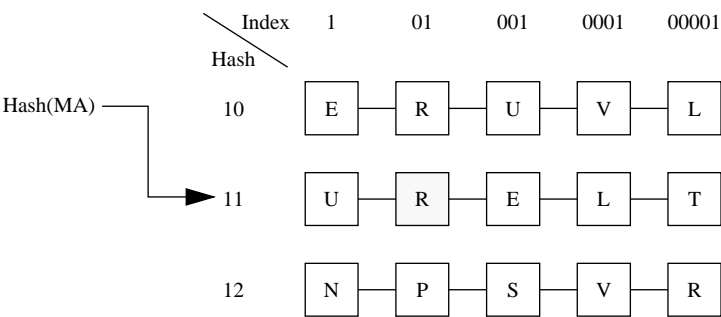 Index 1 01 001 0001 00001
Hash
Hash(MA) 10 E R U V L
11 U R E L T
12 N P S V R